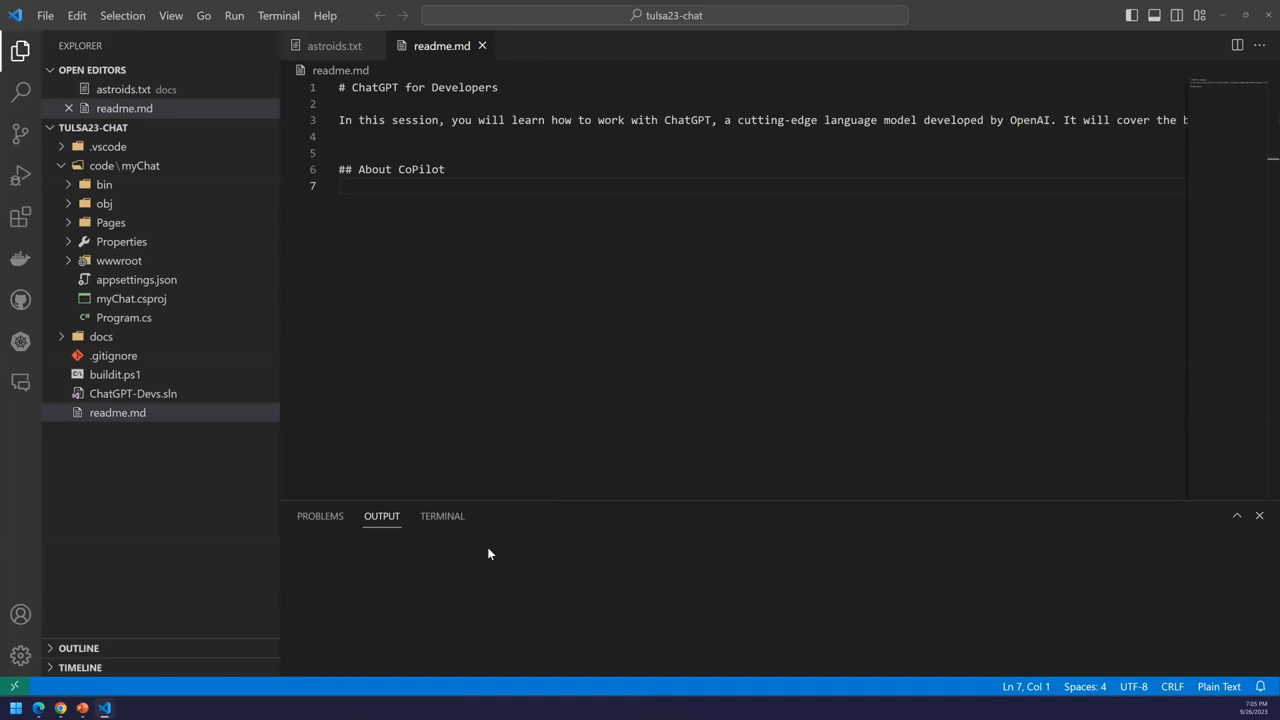 File Edit Selection View Go Run Terminal Help
tulsa23-chat
EXPLORER
OPEN EDITORS
astroids.txt docs
readme.md
TULSA23-CHAT
.vscode
code\myChat
bin
obj
Pages
Properties
wwwroot
appsettings.json
myChat.csproj
C# Program.cs
docs
.gitignore
buildit.ps1
ChatGPT-Devs.sln
readme.md
OUTLINE
TIMELINE
astroids.txt readme.md
readme.md
1 # ChatGPT for Developers
2
3 In this session, you will learn how to work with ChatGPT, a cutting-edge language model developed by OpenAI. It will cover the b
4
5
6 ## About CoPilot
7
PROBLEMS OUTPUT TERMINAL
Ln 7, Col 1 Spaces: 4 UTF-8 CRLF Plain Text
7:05 PM
9/26/2023